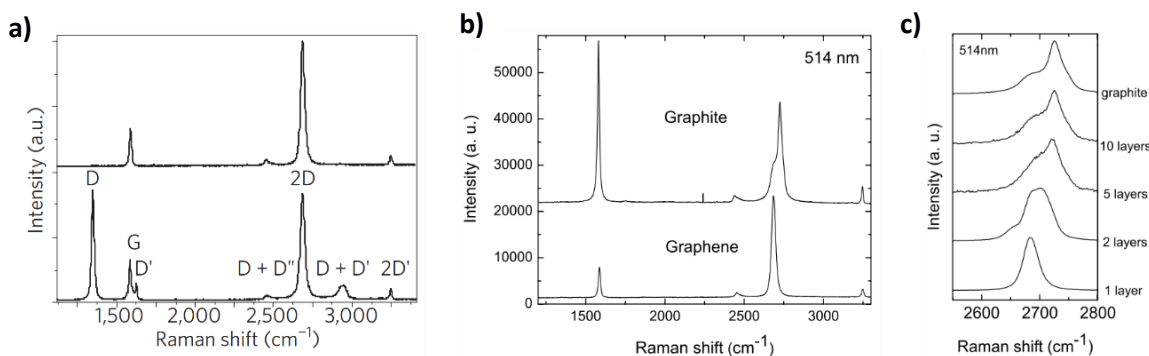 a)
Intensity (a.u.)
D
2D
G
D'
D + D''
D + D'
2D'
1,500
2,000
2,500
3,000
Raman shift (cm⁻¹)
b)
514 nm
50000
40000
30000
20000
10000
0
Intensity (a. u.)
Graphite
Graphene
1500
2000
2500
3000
Raman shift (cm⁻¹)
c)
514nm
Intensity (a. u.)
graphite
10 layers
5 layers
2 layers
1 layer
2600
2700
2800
Raman shift (cm⁻¹)